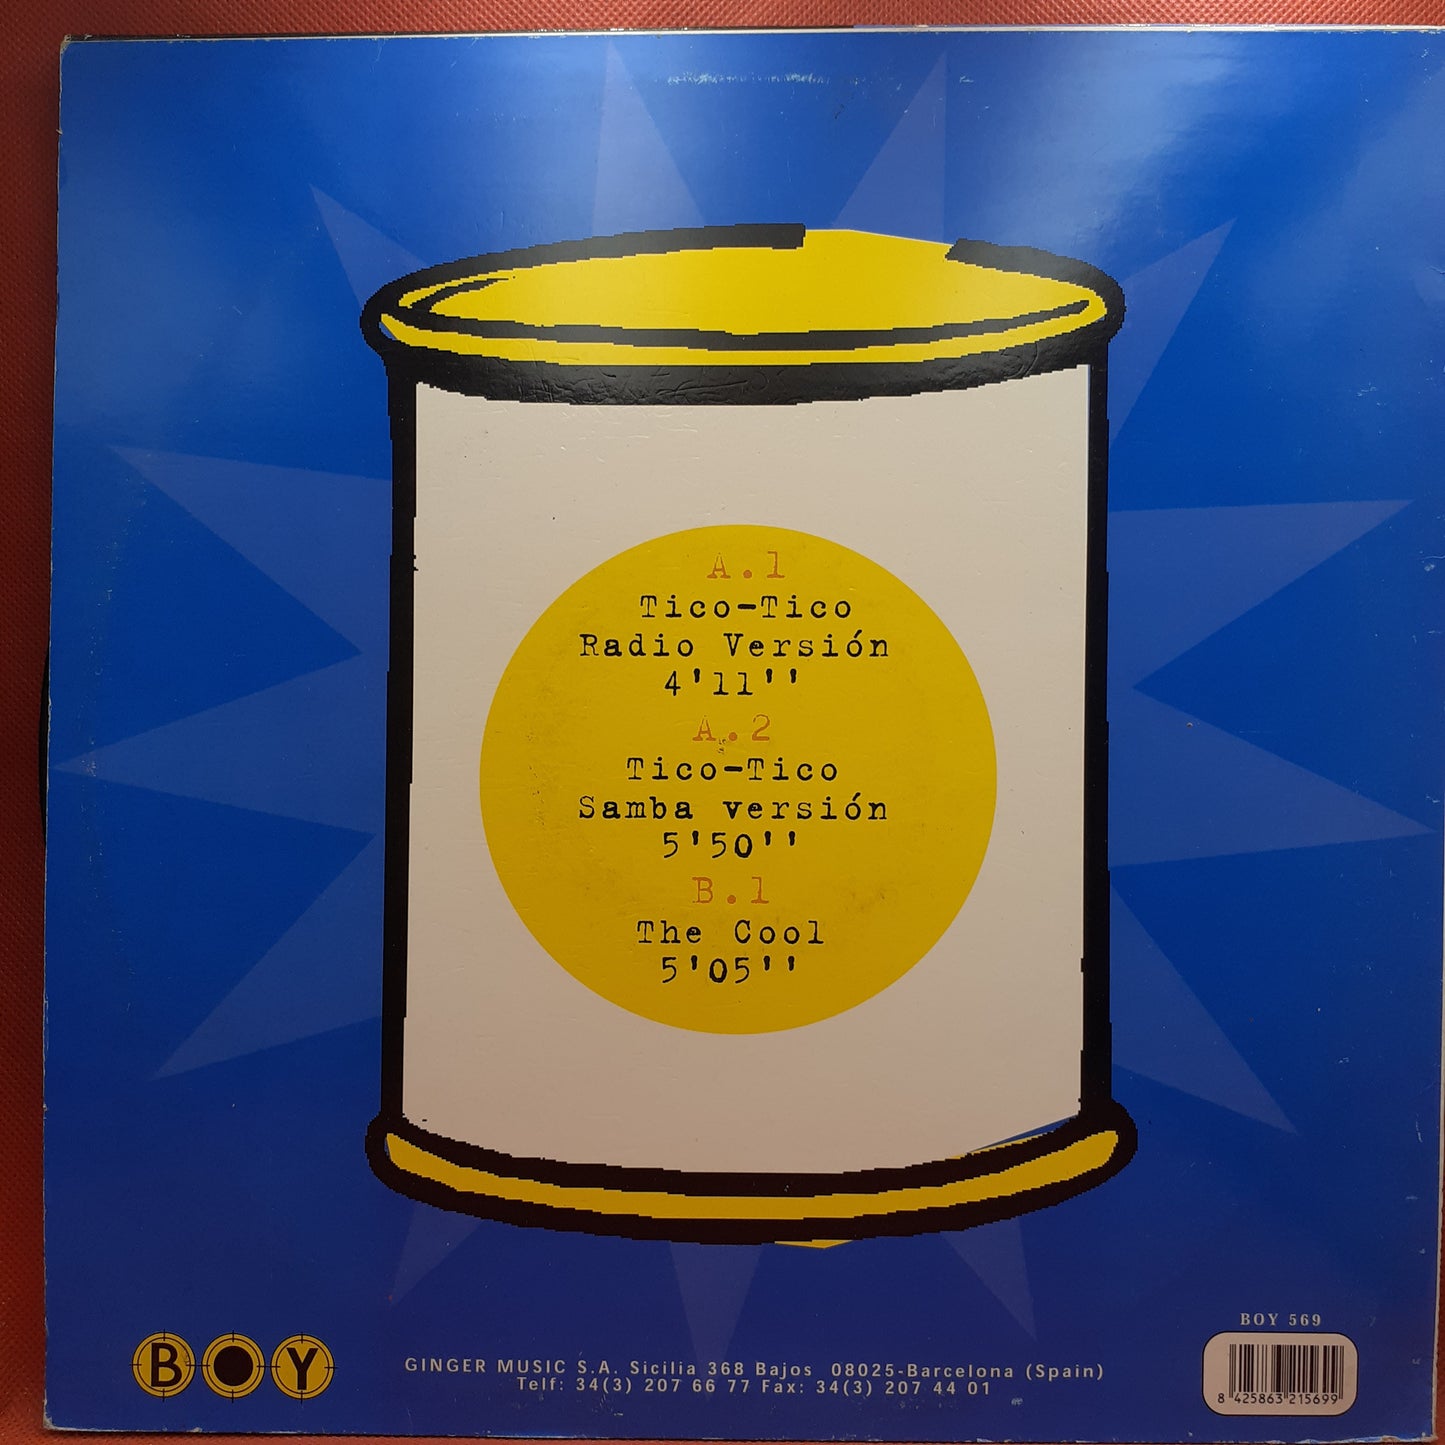 A.1
Tico-Tico
Radio Versión
4'11''
A.2
Tico-Tico
Samba versión
5'50''
B.1
The Cool
5'05''
BOY 569
BOY
GINGER MUSIC S.A. Sicilia 368 Bajos 08025-Barcelona (Spain)
Telf: 34(3) 207 66 77 Fax: 34(3) 207 44 01
8 425863 215699